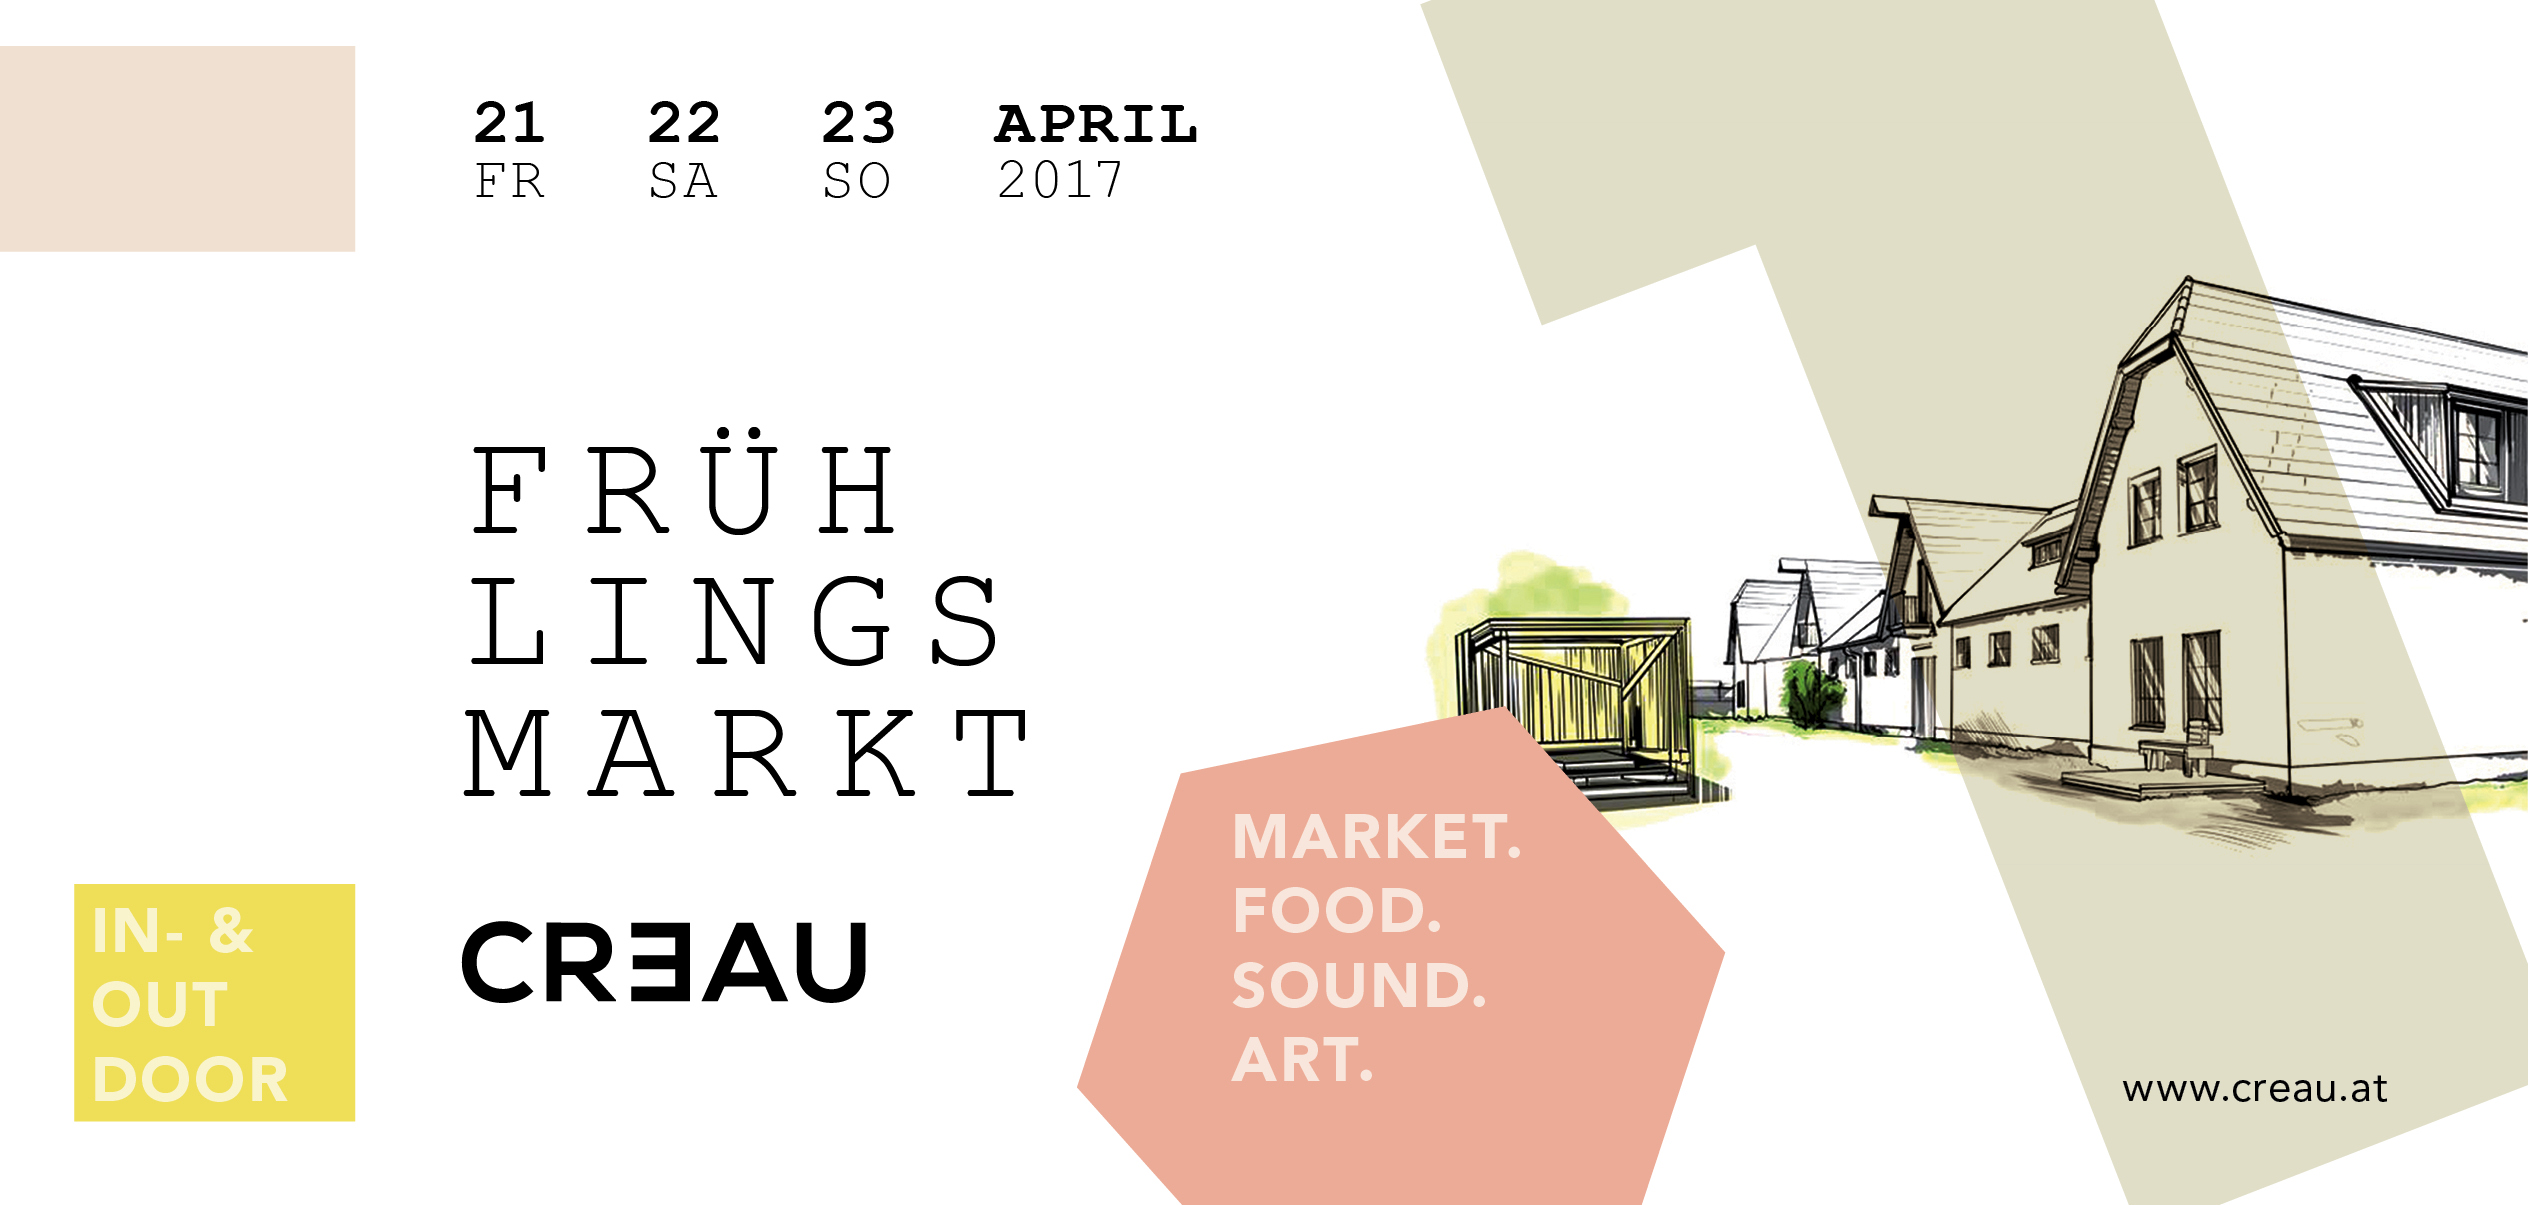 21 22 23 APRIL
FR SA SO 2017
FRÜH
LINGS
MARKT
CREAU
IN- &
OUT
DOOR
MARKET.
FOOD.
SOUND.
ART.
www.creau.at